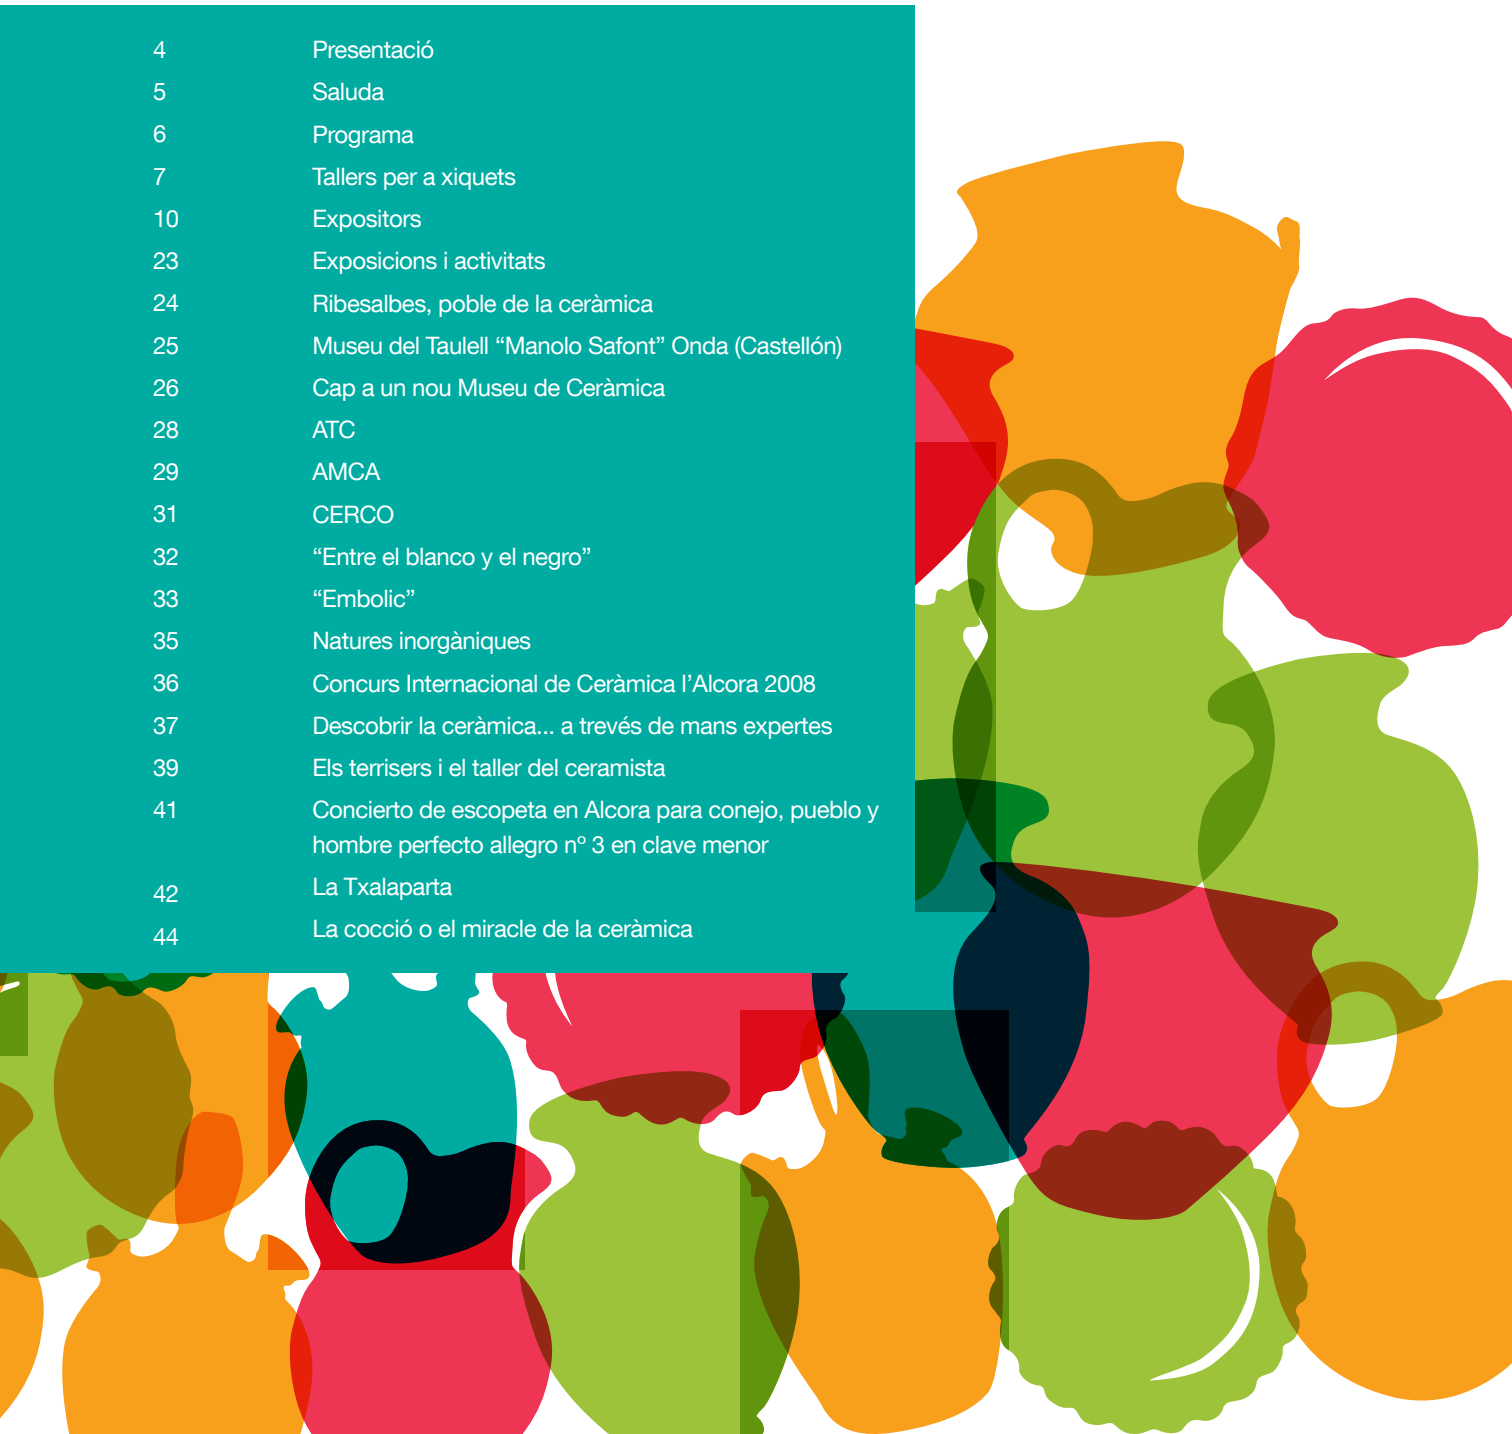 4 Presentació
5 Saluda
6 Programa
7 Tallers per a xiquets
10 Expositors
23 Exposicions i activitats
24 Ribesalbes, poble de la ceràmica
25 Museu del Taulell “Manolo Safont” Onda (Castellón)
26 Cap a un nou Museu de Ceràmica
28 ATC
29 AMCA
31 CERCO
32 “Entre el blanco y el negro”
33 “Embolic”
35 Natures inorgàniques
36 Concurs Internacional de Ceràmica l’Alcora 2008
37 Descobrir la ceràmica... a trevés de mans expertes
39 Els terrisers i el taller del ceramista
41 Concierto de escopeta en Alcora para conejo, pueblo y
hombre perfecto allegro nº 3 en clave menor
42 La Txalaparta
44 La cocció o el miracle de la ceràmica